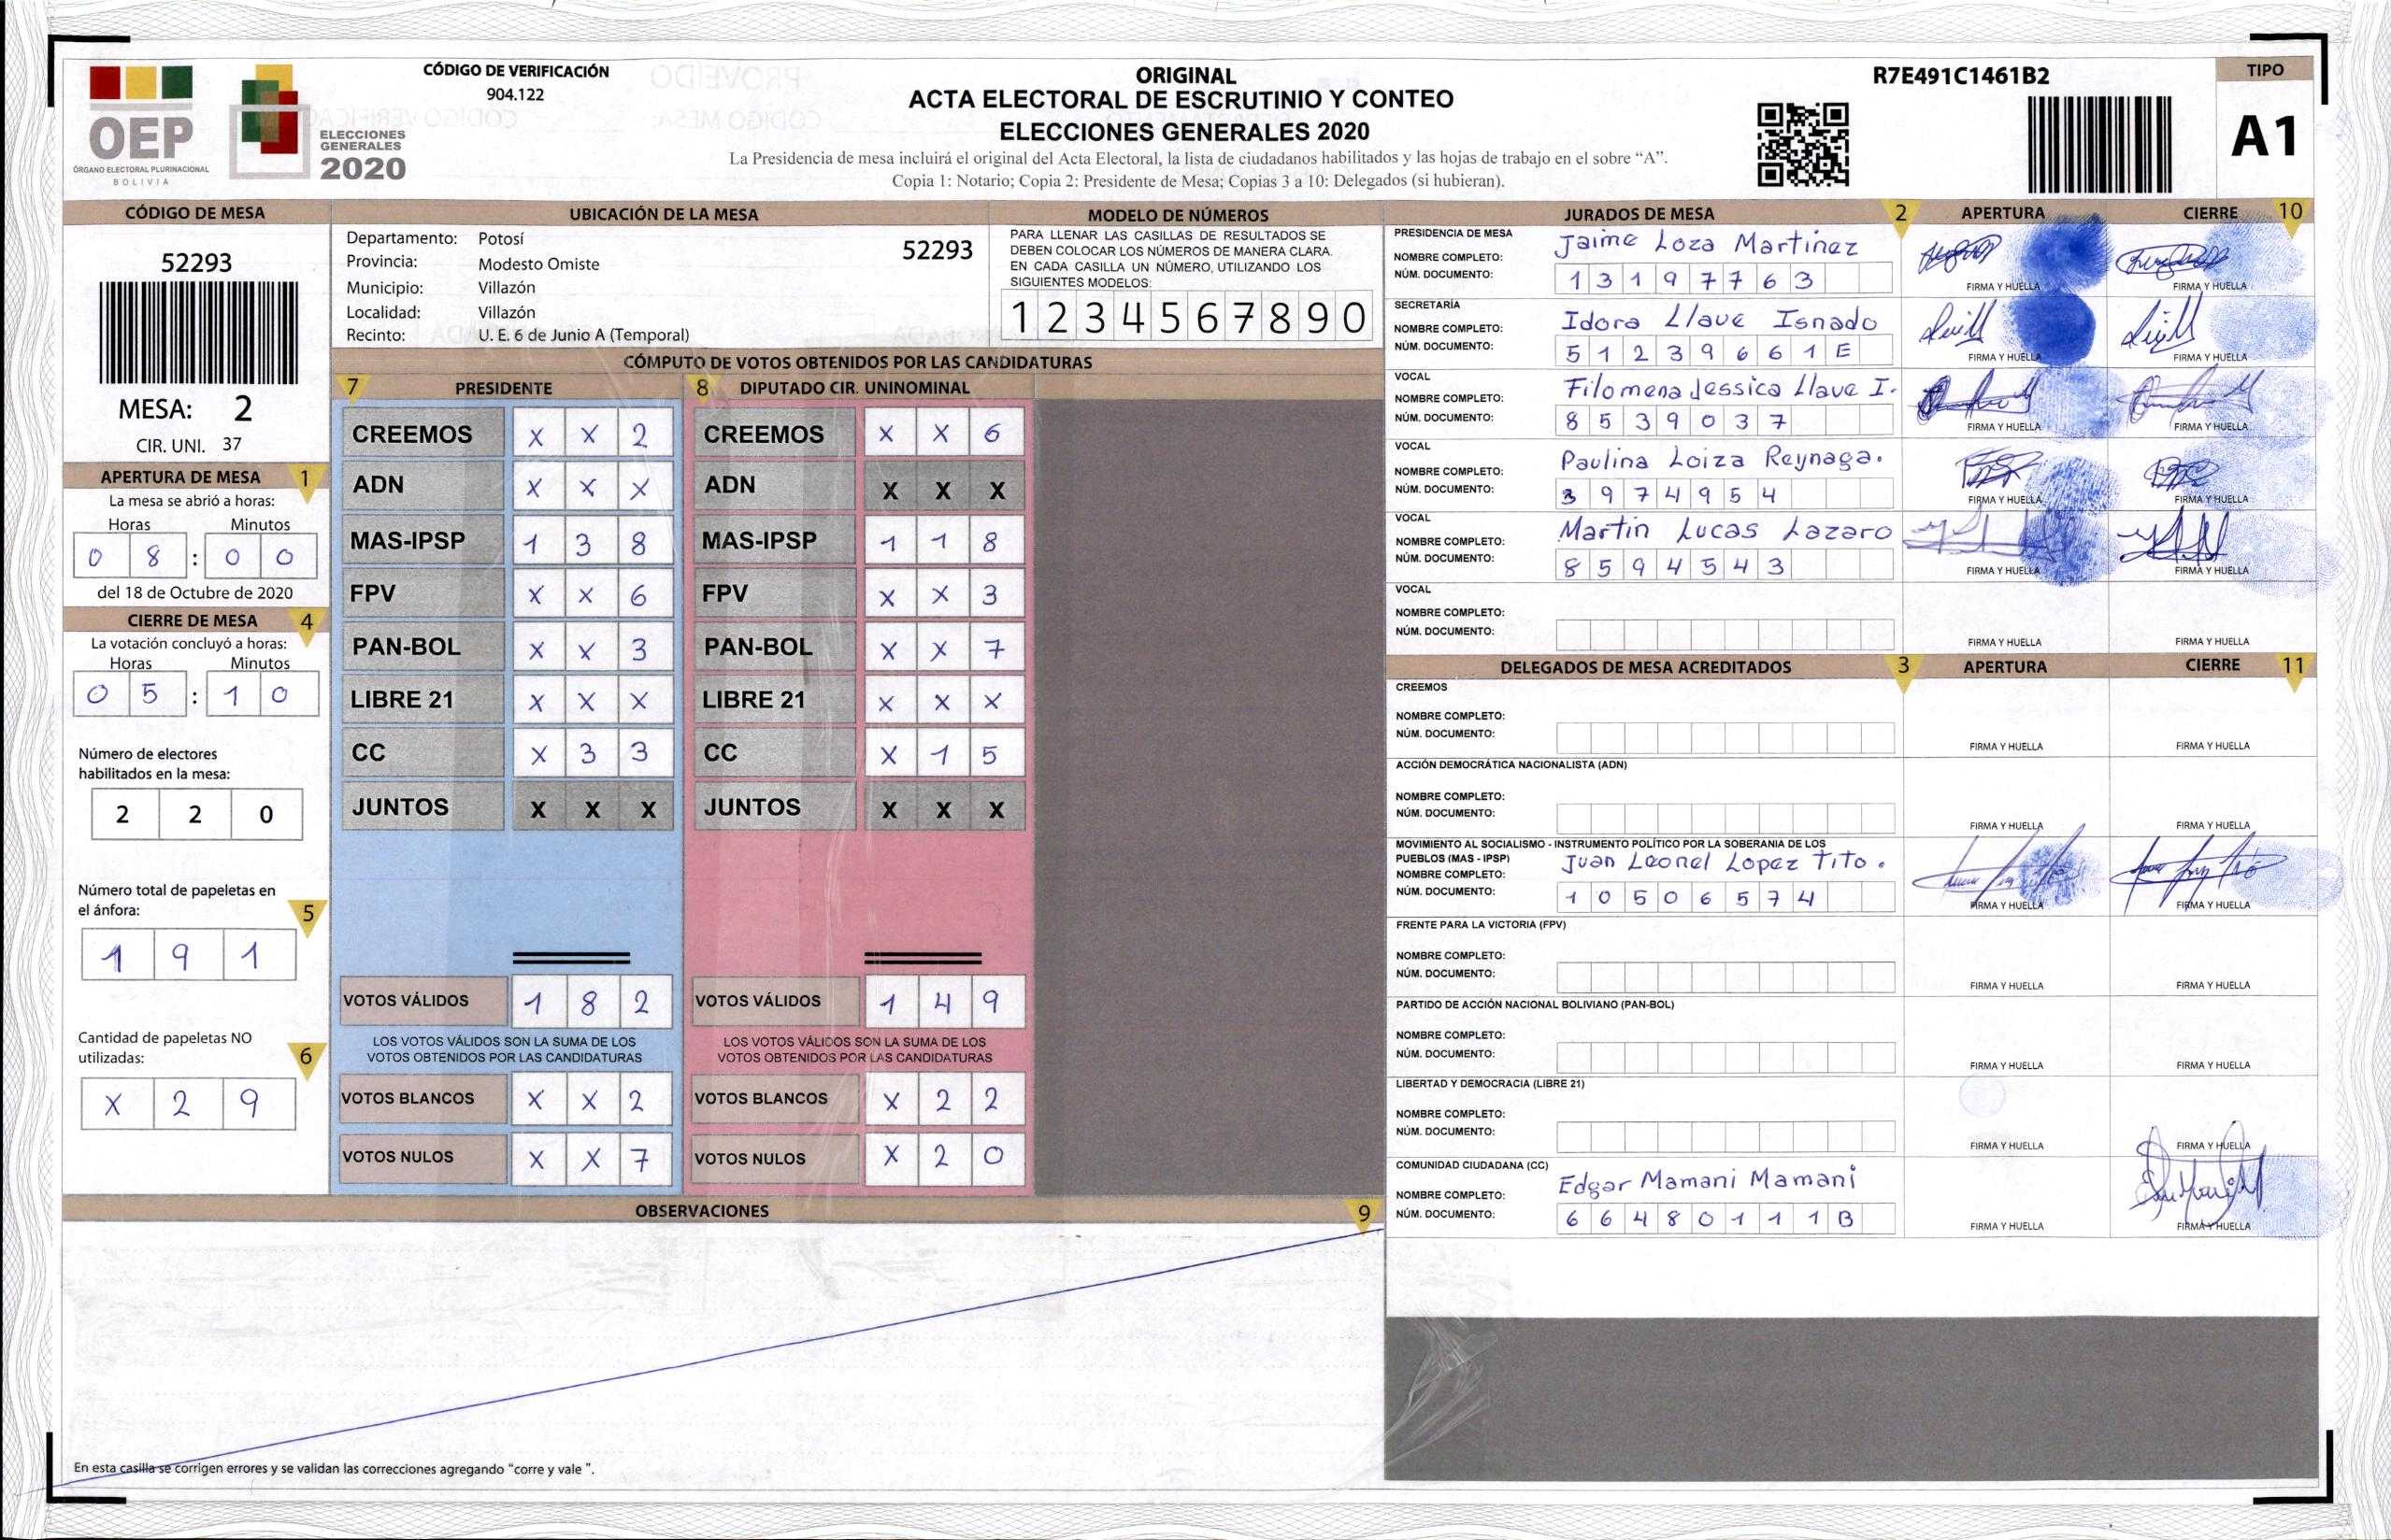 CÓDIGO DE VERIFICACIÓN
904.122
OEP
ÓRGANO ELECTORAL PLURINACIONAL
BOLIVIA
ELECCIONES
GENERALES
2020
ORIGINAL
ACTA ELECTORAL DE ESCRUTINIO Y CONTEO
ELECCIONES GENERALES 2020
La Presidencia de mesa incluirá el original del Acta Electoral, la lista de ciudadanos habilitados y las hojas de trabajo en el sobre “A”.
Copia 1: Notario; Copia 2: Presidente de Mesa; Copias 3 a 10: Delegados (si hubieran).
R7E491C1461B2
TIPO
A1
CÓDIGO DE MESA
52293
MESA: 2
CIR. UNI. 37
APERTURA DE MESA 1
La mesa se abrió a horas:
Horas Minutos
0 8 : 0 0
del 18 de Octubre de 2020
CIERRE DE MESA 4
La votación concluyó a horas:
Horas Minutos
0 5 : 1 0
Número de electores
habilitados en la mesa:
2 2 0
Número total de papeletas en
el ánfora: 5
1 9 1
Cantidad de papeletas NO
utilizadas: 6
X 2 9
UBICACIÓN DE LA MESA
Departamento: Potosí
52293
Provincia: Modesto Omiste
Municipio: Villazón
Localidad: Villazón
Recinto: U. E. 6 de Junio A (Temporal)
MODELO DE NÚMEROS
PARA LLENAR LAS CASILLAS DE RESULTADOS SE
DEBEN COLOCAR LOS NÚMEROS DE MANERA CLARA.
EN CADA CASILLA UN NÚMERO, UTILIZANDO LOS
SIGUIENTES MODELOS:
1 2 3 4 5 6 7 8 9 0
CÓMPUTO DE VOTOS OBTENIDOS POR LAS CANDIDATURAS
7 PRESIDENTE
CREEMOS X X 2
ADN X X X
MAS-IPSP 1 3 8
FPV X X 6
PAN-BOL X X 3
LIBRE 21 X X X
CC X 3 3
JUNTOS X X X
VOTOS VÁLIDOS 1 8 2
LOS VOTOS VÁLIDOS SON LA SUMA DE LOS
VOTOS OBTENIDOS POR LAS CANDIDATURAS
VOTOS BLANCOS X X 2
VOTOS NULOS X X 7
8 DIPUTADO CIR. UNINOMINAL
CREEMOS X X 6
ADN X X X
MAS-IPSP 1 1 8
FPV X X 3
PAN-BOL X X 7
LIBRE 21 X X X
CC X 1 5
JUNTOS X X X
VOTOS VÁLIDOS 1 4 9
LOS VOTOS VÁLIDOS SON LA SUMA DE LOS
VOTOS OBTENIDOS POR LAS CANDIDATURAS
VOTOS BLANCOS X 2 2
VOTOS NULOS X 2 0
OBSERVACIONES 9
En esta casilla se corrigen errores y se validan las correcciones agregando “corre y vale ”.
JURADOS DE MESA 2 APERTURA CIERRE 10
PRESIDENCIA DE MESA
NOMBRE COMPLETO: Jaime Loza Martinez
NÚM. DOCUMENTO: 1 3 1 9 7 7 6 3
FIRMA Y HUELLA FIRMA Y HUELLA
SECRETARÍA
NOMBRE COMPLETO: Idora Llave Isnado
NÚM. DOCUMENTO: 5 1 2 3 9 6 6 1 E
FIRMA Y HUELLA FIRMA Y HUELLA
VOCAL
NOMBRE COMPLETO: Filomena Jessica Llave I.
NÚM. DOCUMENTO: 8 5 3 9 0 3 7
FIRMA Y HUELLA FIRMA Y HUELLA
VOCAL
NOMBRE COMPLETO: Paulina Loiza Reynaga.
NÚM. DOCUMENTO: 3 9 7 4 9 5 4
FIRMA Y HUELLA FIRMA Y HUELLA
VOCAL
NOMBRE COMPLETO: Martin Lucas Lazaro
NÚM. DOCUMENTO: 8 5 9 4 5 4 3
FIRMA Y HUELLA FIRMA Y HUELLA
VOCAL
NOMBRE COMPLETO:
NÚM. DOCUMENTO:
FIRMA Y HUELLA FIRMA Y HUELLA
DELEGADOS DE MESA ACREDITADOS 3 APERTURA CIERRE 11
CREEMOS
NOMBRE COMPLETO:
NÚM. DOCUMENTO:
FIRMA Y HUELLA FIRMA Y HUELLA
ACCIÓN DEMOCRÁTICA NACIONALISTA (ADN)
NOMBRE COMPLETO:
NÚM. DOCUMENTO:
FIRMA Y HUELLA FIRMA Y HUELLA
MOVIMIENTO AL SOCIALISMO - INSTRUMENTO POLÍTICO POR LA SOBERANIA DE LOS
PUEBLOS (MAS - IPSP)
NOMBRE COMPLETO: Juan Leonel Lopez Tito.
NÚM. DOCUMENTO: 1 0 5 0 6 5 7 4
FIRMA Y HUELLA FIRMA Y HUELLA
FRENTE PARA LA VICTORIA (FPV)
NOMBRE COMPLETO:
NÚM. DOCUMENTO:
FIRMA Y HUELLA FIRMA Y HUELLA
PARTIDO DE ACCIÓN NACIONAL BOLIVIANO (PAN-BOL)
NOMBRE COMPLETO:
NÚM. DOCUMENTO:
FIRMA Y HUELLA FIRMA Y HUELLA
LIBERTAD Y DEMOCRACIA (LIBRE 21)
NOMBRE COMPLETO:
NÚM. DOCUMENTO:
FIRMA Y HUELLA FIRMA Y HUELLA
COMUNIDAD CIUDADANA (CC)
NOMBRE COMPLETO: Edgar Mamani Mamani
NÚM. DOCUMENTO: 6 6 4 8 0 1 1 1 B
FIRMA Y HUELLA FIRMA Y HUELLA